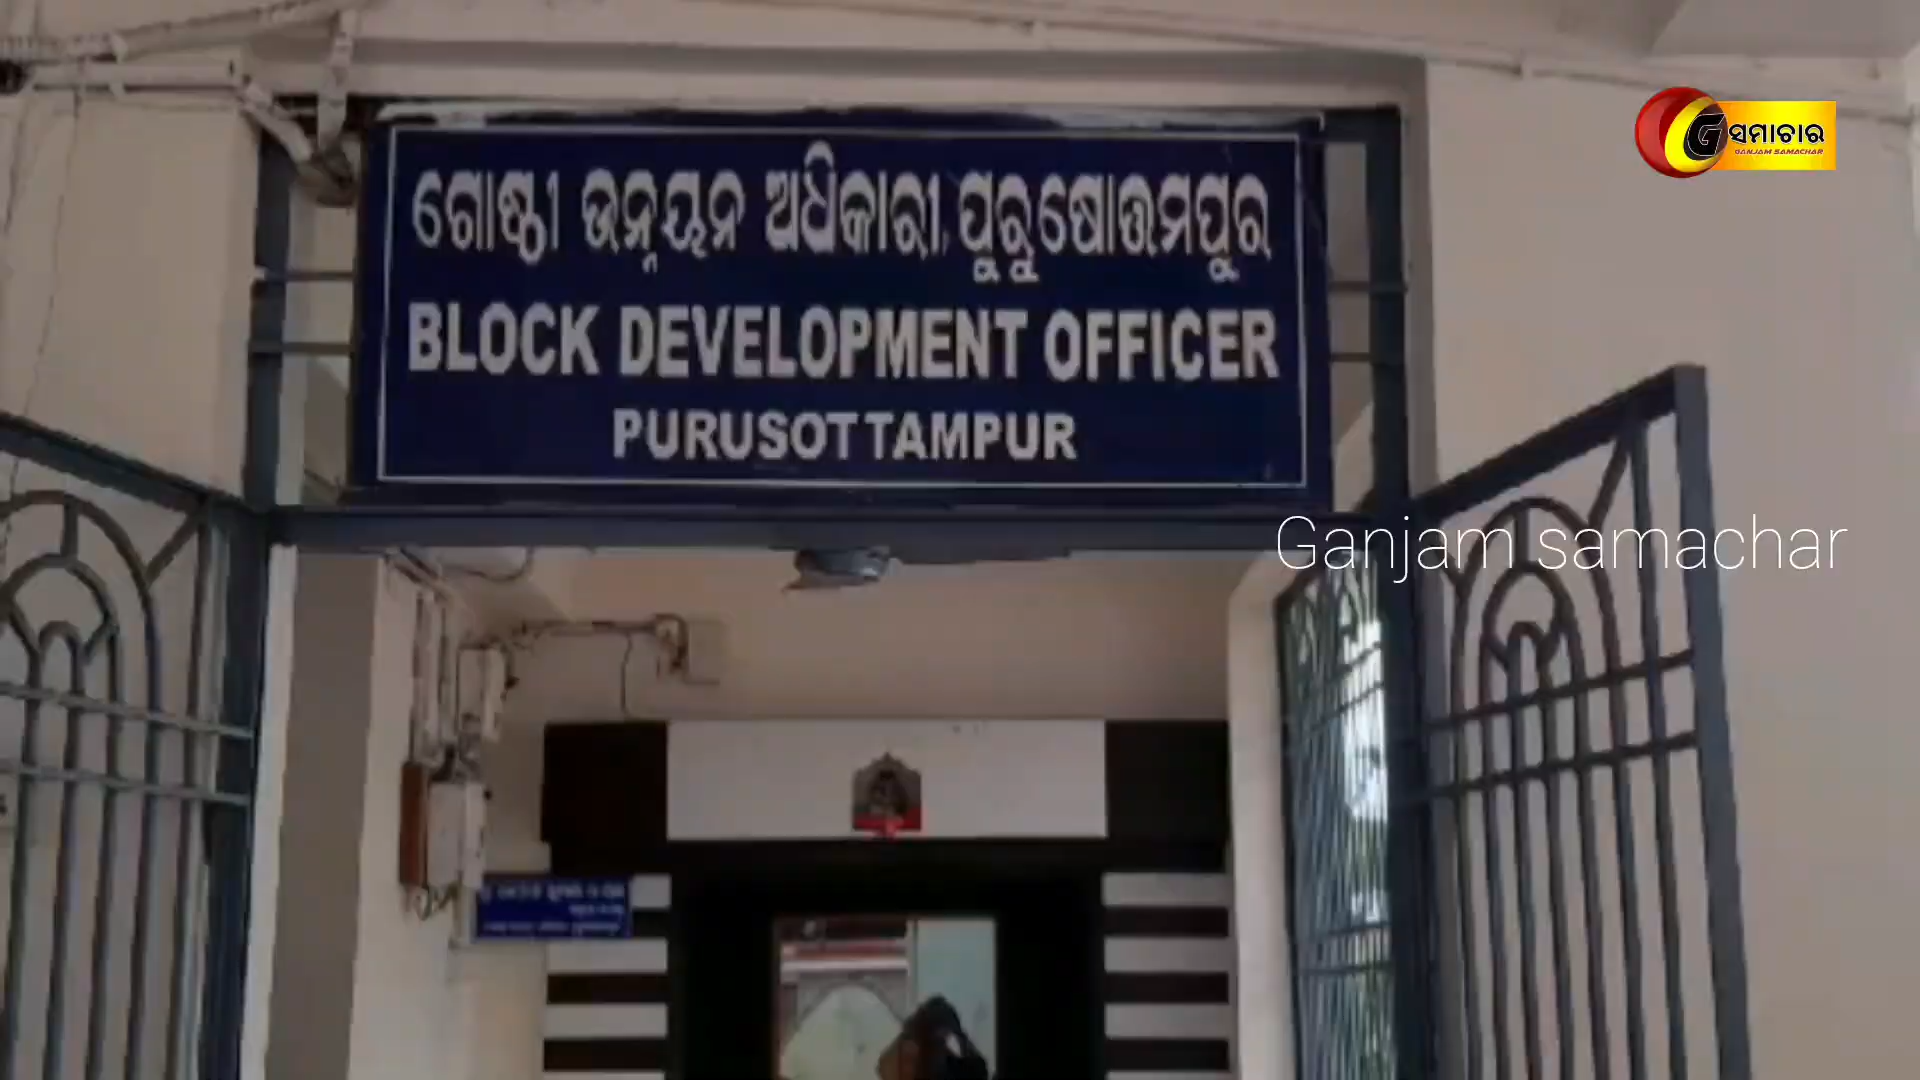 G ସମାଚାର
GANJAM SAMACHAR
ଗୋଷ୍ଠୀ ଉନ୍ନୟନ ଅଧିକାରୀ, ପୁରୁଷୋତ୍ତମପୁର
BLOCK DEVELOPMENT OFFICER
PURUSOTTAMPUR
Ganjam samachar